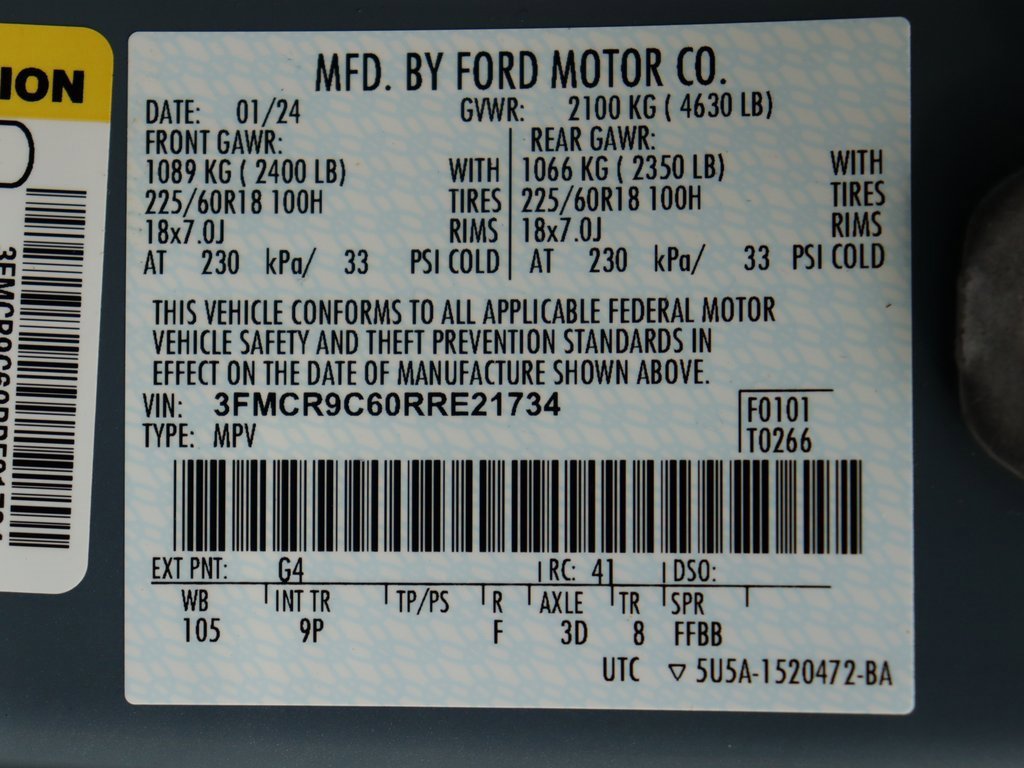 ION
MFD. BY FORD MOTOR CO.
DATE: 01/24 GVWR: 2100 KG ( 4630 LB)
FRONT GAWR: REAR GAWR:
1089 KG ( 2400 LB) WITH 1066 KG ( 2350 LB) WITH
225/60R18 100H TIRES 225/60R18 100H TIRES
18x7.0J RIMS 18x7.0J RIMS
AT 230 kPa/ 33 PSI COLD AT 230 kPa/ 33 PSI COLD
THIS VEHICLE CONFORMS TO ALL APPLICABLE FEDERAL MOTOR
VEHICLE SAFETY AND THEFT PREVENTION STANDARDS IN
EFFECT ON THE DATE OF MANUFACTURE SHOWN ABOVE.
VIN: 3FMCR9C60RRE21734 F0101
TYPE: MPV T0266
EXT PNT: G4 RC: 41 DSO:
WB INT TR TP/PS R AXLE TR SPR
105 9P F 3D 8 FFBB
UTC ▽ 5U5A-1520472-BA
3FMCR9C60RRE21734